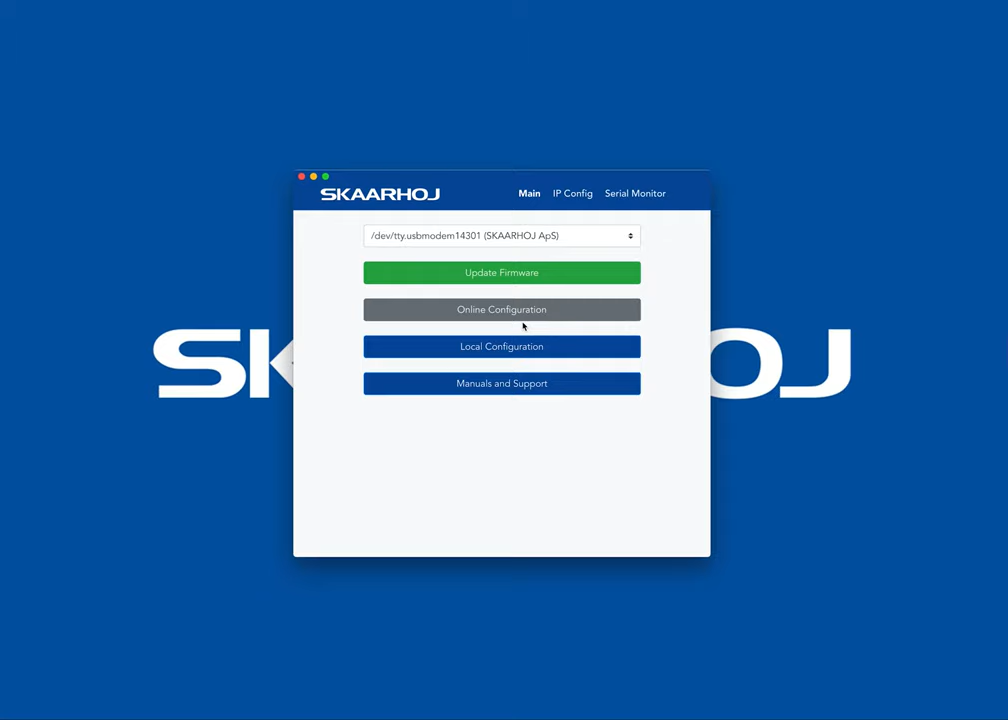 SKAARHOJ
Main IP Config Serial Monitor
/dev/tty.usbmodem14301 (SKAARHOJ ApS)
Update Firmware
Online Configuration
Local Configuration
Manuals and Support
SK OJ